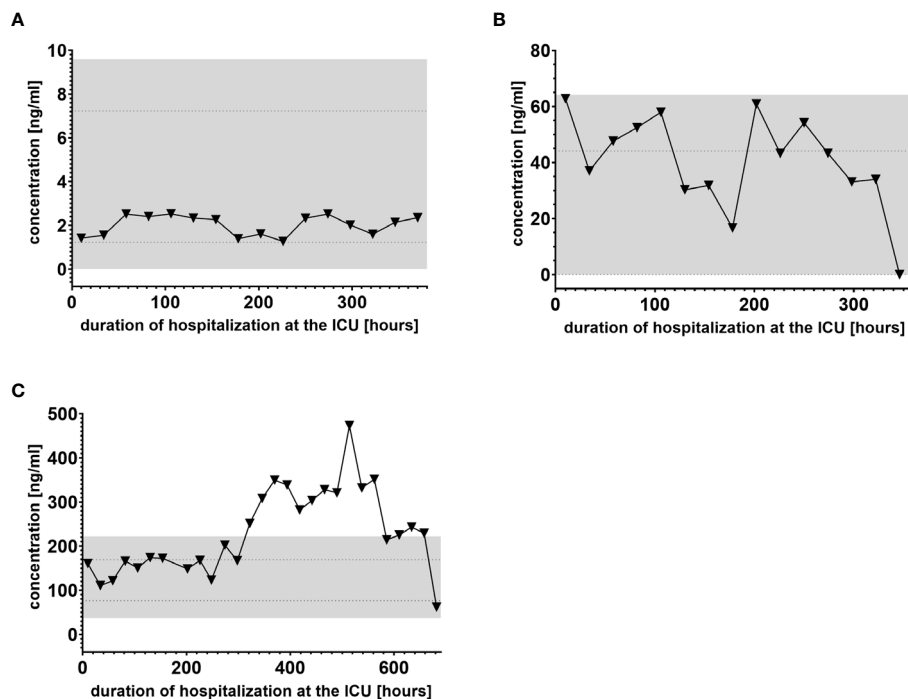 A
concentration [ng/ml]
10
8
6
4
2
0
0 100 200 300
duration of hospitalization at the ICU [hours]
B
concentration [ng/ml]
80
60
40
20
0
0 100 200 300
duration of hospitalization at the ICU [hours]
C
concentration [ng/ml]
500
400
300
200
100
0
0 200 400 600
duration of hospitalization at the ICU [hours]